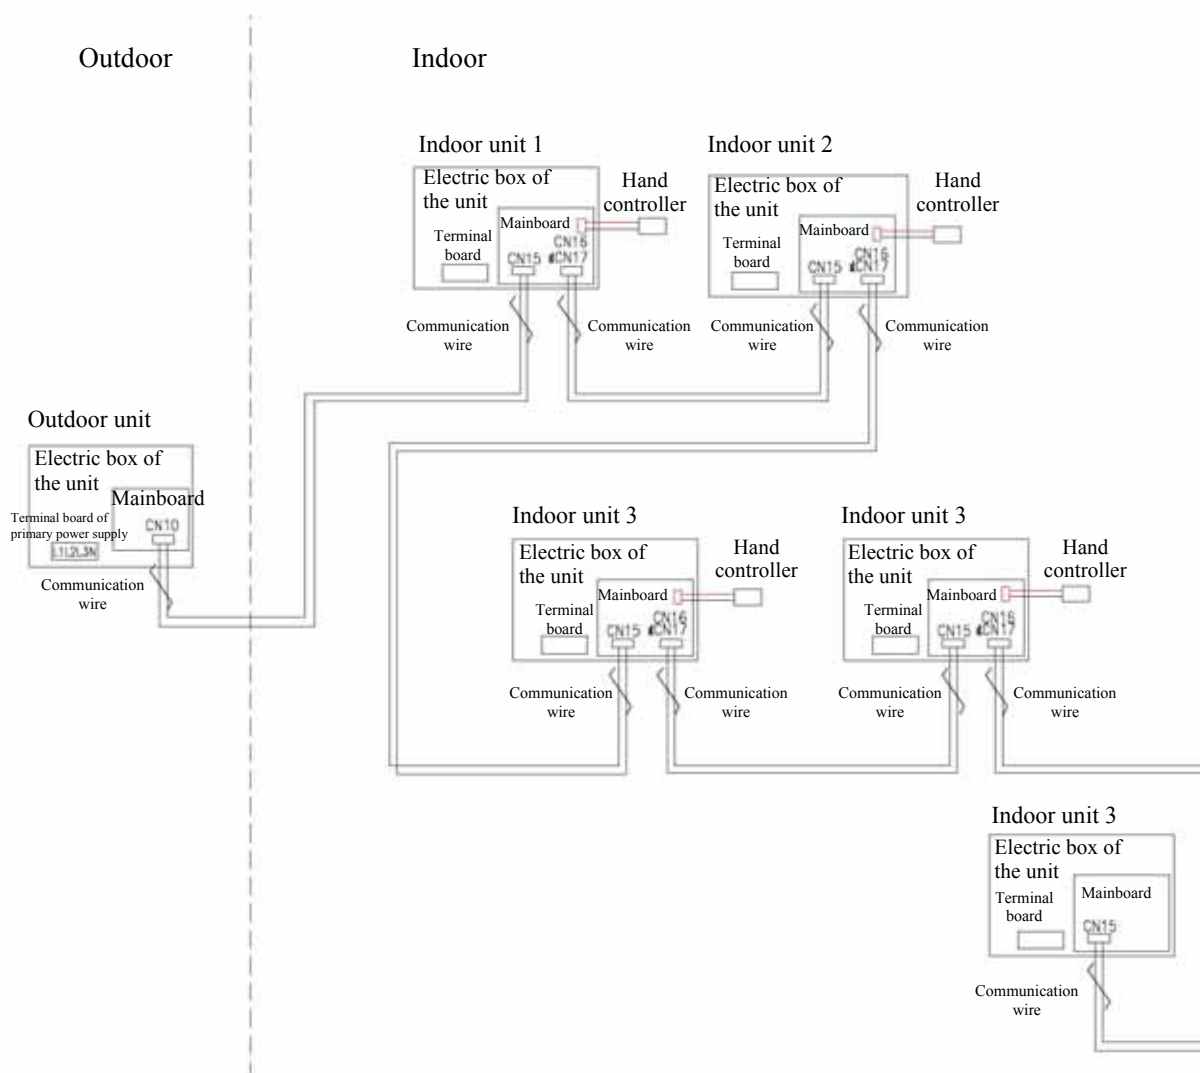 Outdoor
Indoor
Indoor unit 1
Electric box of
the unit
Mainboard
Terminal
board
CN15
CN16
CN17
Hand
controller
Communication
wire
Communication
wire
Indoor unit 2
Electric box of
the unit
Mainboard
Terminal
board
CN15
CN16
CN17
Hand
controller
Communication
wire
Communication
wire
Outdoor unit
Electric box of
the unit
Mainboard
Terminal board of
primary power supply
CN10
L1L2L3N
Communication
wire
Indoor unit 3
Electric box of
the unit
Mainboard
Terminal
board
CN15
CN16
CN17
Hand
controller
Communication
wire
Communication
wire
Indoor unit 3
Electric box of
the unit
Mainboard
Terminal
board
CN15
CN16
CN17
Hand
controller
Communication
wire
Communication
wire
Indoor unit 3
Electric box of
the unit
Mainboard
Terminal
board
CN15
Communication
wire